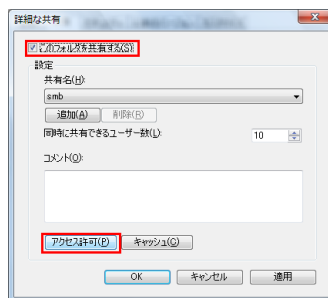 詳細な共有
このフォルダを共有する(S)
設定
共有名(H):
smb
追加(A) 削除(R)
同時に共有できるユーザー数(L): 10
コメント(O):
アクセス許可(P) キャッシュ(C)
OK キャンセル 適用